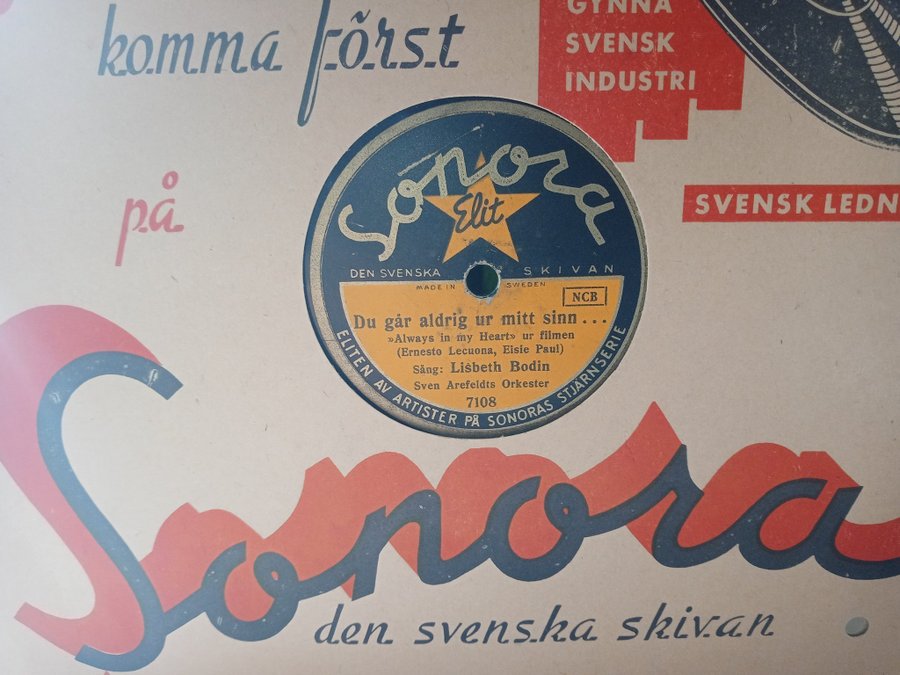 komma först
GYNNA
SVENSK
INDUSTRI
på
SVENSK LEDN
Sonora
Elit
DEN SVENSKA SKIVAN
MADE IN SWEDEN
NCB
Du går aldrig ur mitt sinn...
»Always in my Heart» ur filmen
(Ernesto Lecuona, Eisie Paul)
Sång: Lisbeth Bodin
Sven Arefeldts Orkester
7108
ELITEN AV ARTISTER PÅ SONORAS STJÄRNSERIE
Sonora
den svenska skivan